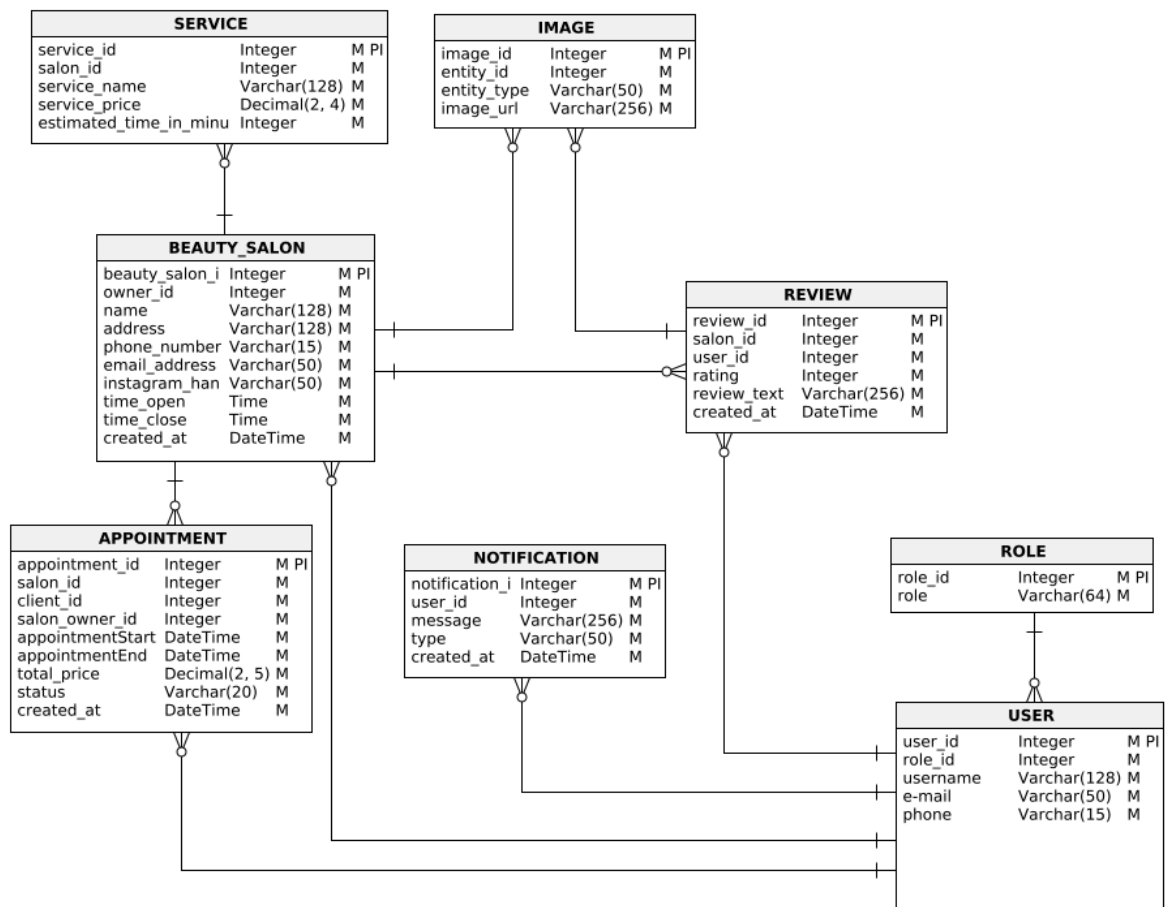 SERVICE
service_id Integer M PI
salon_id Integer M
service_name Varchar(128) M
service_price Decimal(2, 4) M
estimated_time_in_minu Integer M
IMAGE
image_id Integer M PI
entity_id Integer M
entity_type Varchar(50) M
image_url Varchar(256) M
BEAUTY_SALON
beauty_salon_i Integer M PI
owner_id Integer M
name Varchar(128) M
address Varchar(128) M
phone_number Varchar(15) M
email_address Varchar(50) M
instagram_han Varchar(50) M
time_open Time M
time_close Time M
created_at DateTime M
REVIEW
review_id Integer M PI
salon_id Integer M
user_id Integer M
rating Integer M
review_text Varchar(256) M
created_at DateTime M
APPOINTMENT
appointment_id Integer M PI
salon_id Integer M
client_id Integer M
salon_owner_id Integer M
appointmentStart DateTime M
appointmentEnd DateTime M
total_price Decimal(2, 5) M
status Varchar(20) M
created_at DateTime M
NOTIFICATION
notification_i Integer M PI
user_id Integer M
message Varchar(256) M
type Varchar(50) M
created_at DateTime M
ROLE
role_id Integer M PI
role Varchar(64) M
USER
user_id Integer M PI
role_id Integer M
username Varchar(128) M
e-mail Varchar(50) M
phone Varchar(15) M